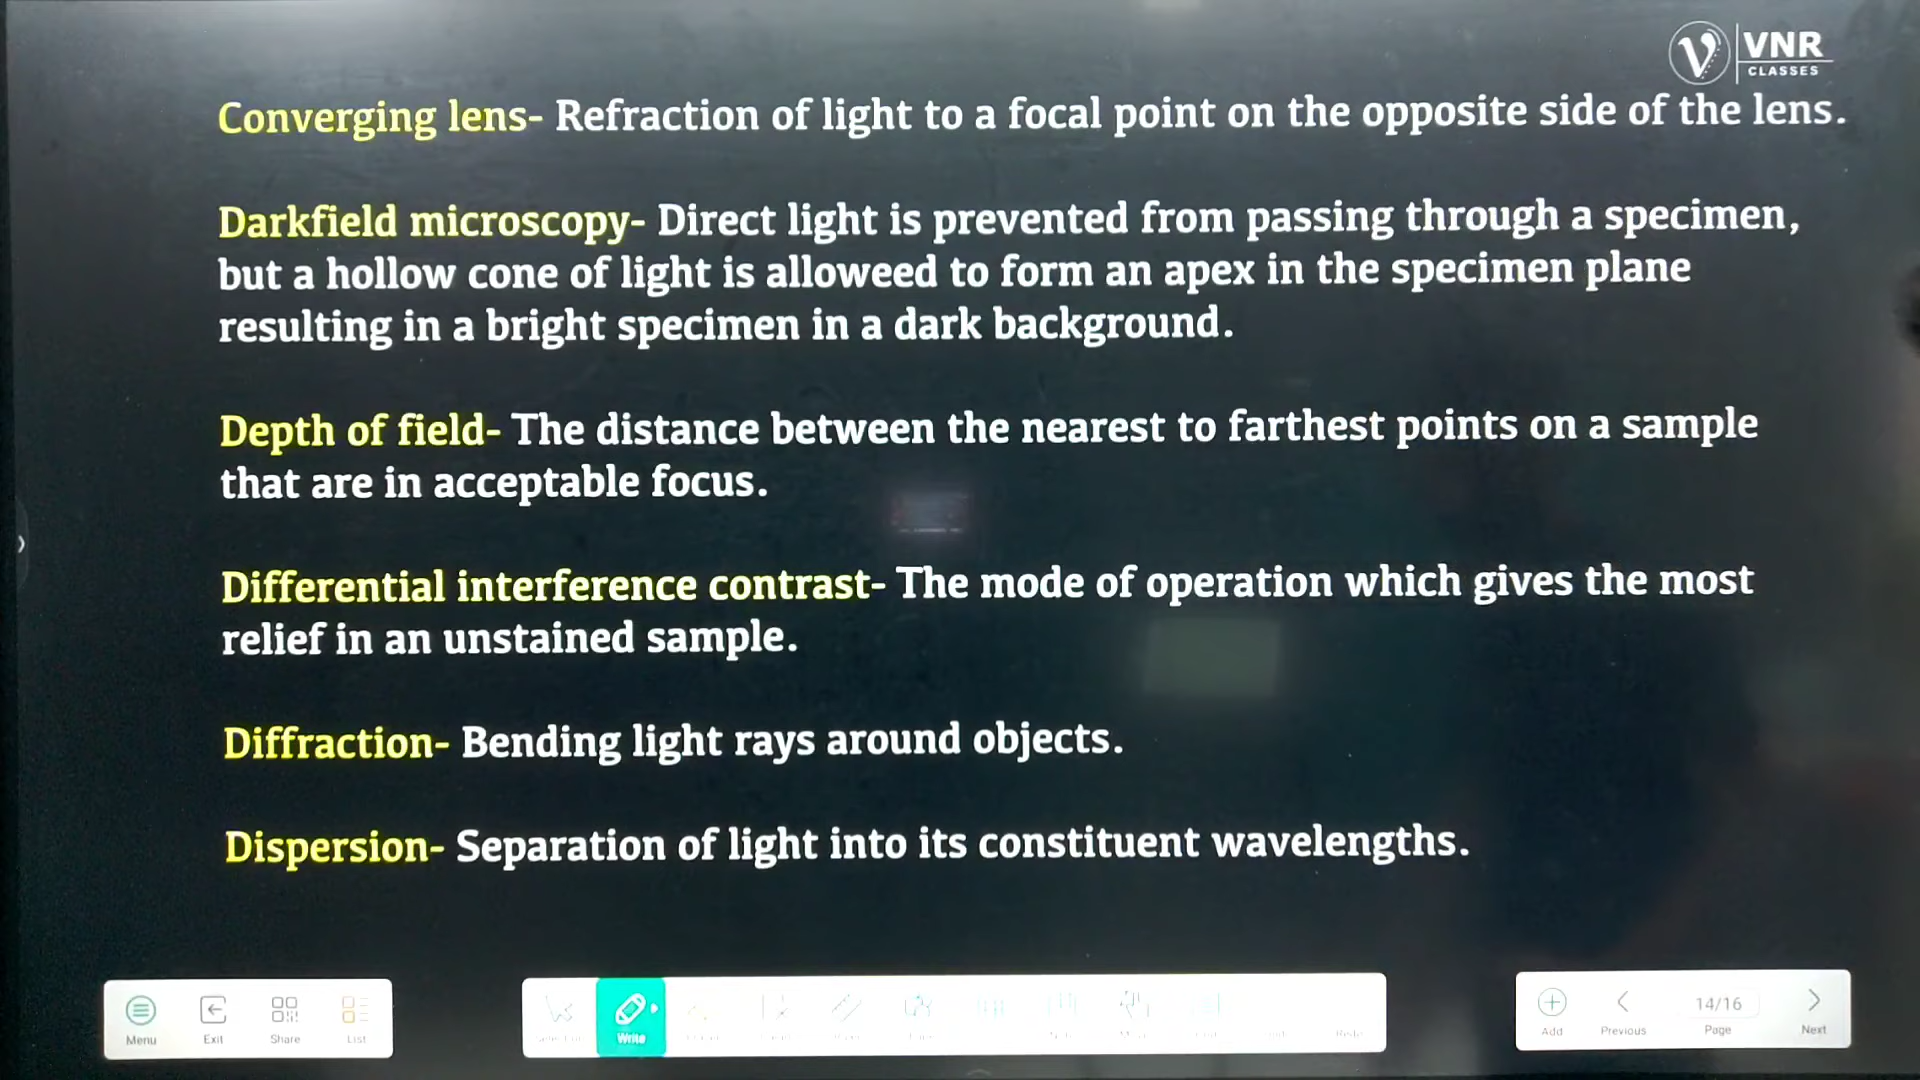 VNR
CLASSES
Converging lens- Refraction of light to a focal point on the opposite side of the lens.
Darkfield microscopy- Direct light is prevented from passing through a specimen,
but a hollow cone of light is alloweed to form an apex in the specimen plane
resulting in a bright specimen in a dark background.
Depth of field- The distance between the nearest to farthest points on a sample
that are in acceptable focus.
Differential interference contrast- The mode of operation which gives the most
relief in an unstained sample.
Diffraction- Bending light rays around objects.
Dispersion- Separation of light into its constituent wavelengths.
14/16
Menu Exit Share List Write Add Previous Page Next